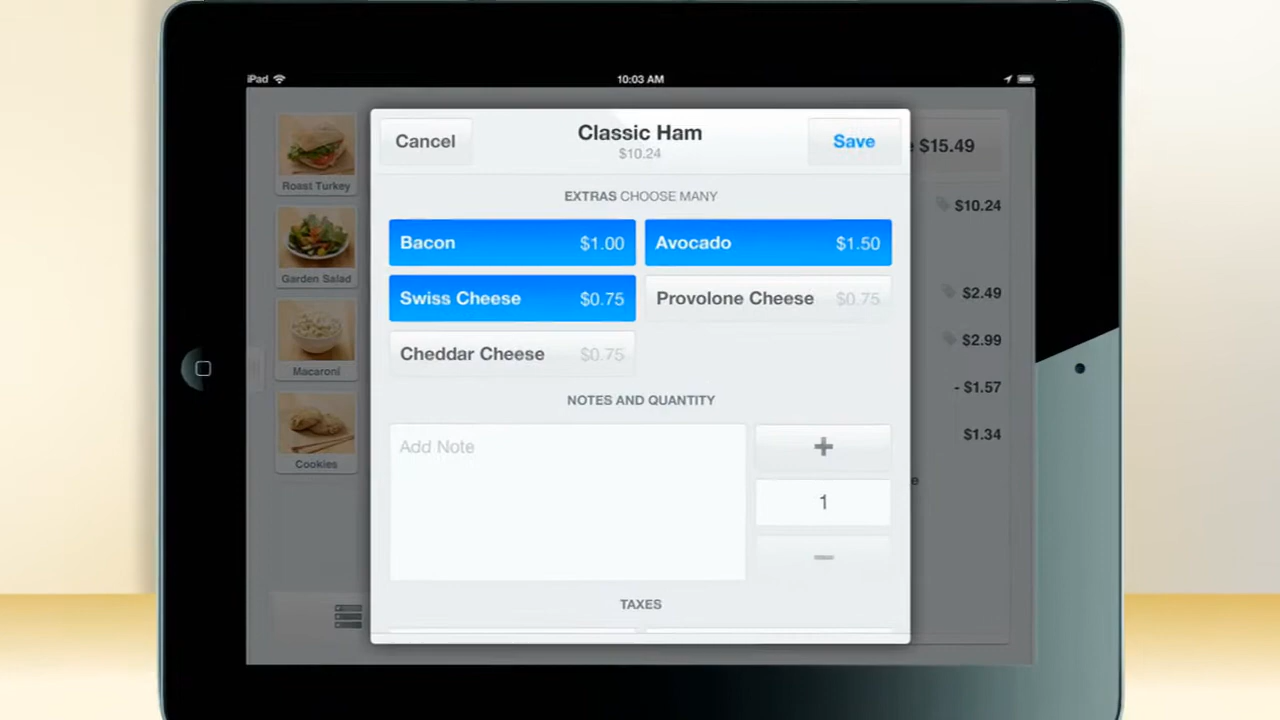 iPad
10:03 AM
Cancel
Classic Ham
$10.24
Save
$15.49
EXTRAS CHOOSE MANY
Bacon $1.00
Avocado $1.50
Swiss Cheese $0.75
Provolone Cheese $0.75
Cheddar Cheese $0.75
NOTES AND QUANTITY
Add Note
+
1
−
TAXES
Roast Turkey
Garden Salad
Macaroni
Cookies
$10.24
$2.49
$2.99
- $1.57
$1.34